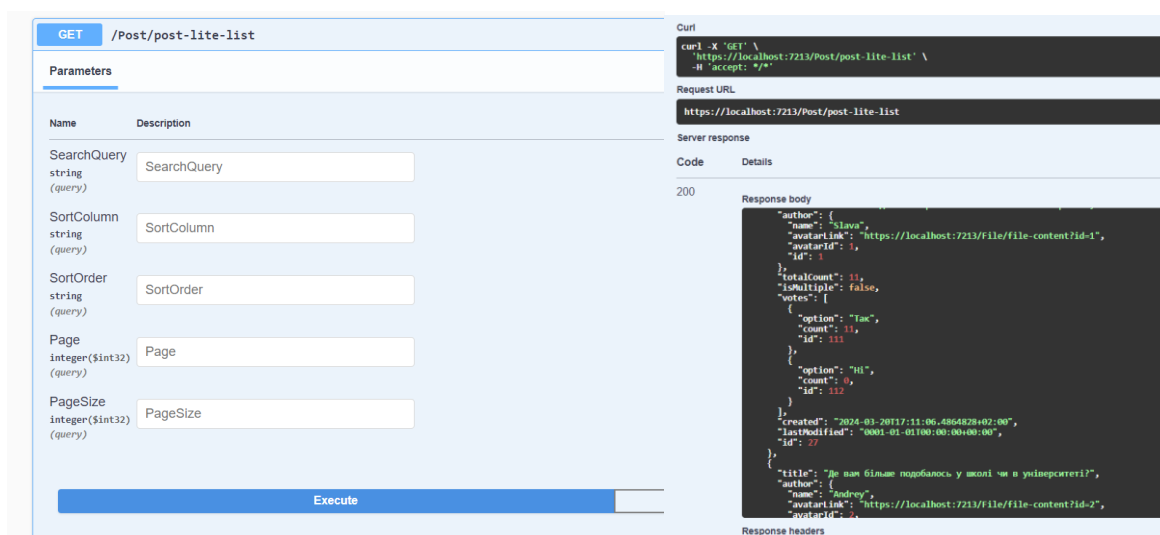 GET /Post/post-lite-list
Parameters
Name Description
SearchQuery
string
(query)
SearchQuery
SortColumn
string
(query)
SortColumn
SortOrder
string
(query)
SortOrder
Page
integer($int32)
(query)
Page
PageSize
integer($int32)
(query)
PageSize
Execute
Curl
curl -X 'GET' \
'https://localhost:7213/Post/post-lite-list' \
-H 'accept: */*'
Request URL
https://localhost:7213/Post/post-lite-list
Server response
Code Details
200
Response body
"author": {
"name": "Slava",
"avatarLink": "https://localhost:7213/File/file-content?id=1",
"avatarId": 1,
"id": 1
},
"totalCount": 11,
"isMultiple": false,
"votes": [
{
"option": "Так",
"count": 11,
"id": 111
},
{
"option": "Ні",
"count": 0,
"id": 112
}
],
"created": "2024-03-20T17:11:06.4864828+02:00",
"lastModified": "0001-01-01T00:00:00+00:00",
"id": 27
},
{
"title": "Де вам більше подобалось у школі чи в університеті?",
"author": {
"name": "Andrey",
"avatarLink": "https://localhost:7213/File/file-content?id=2",
"avatarId": 2,
Response headers